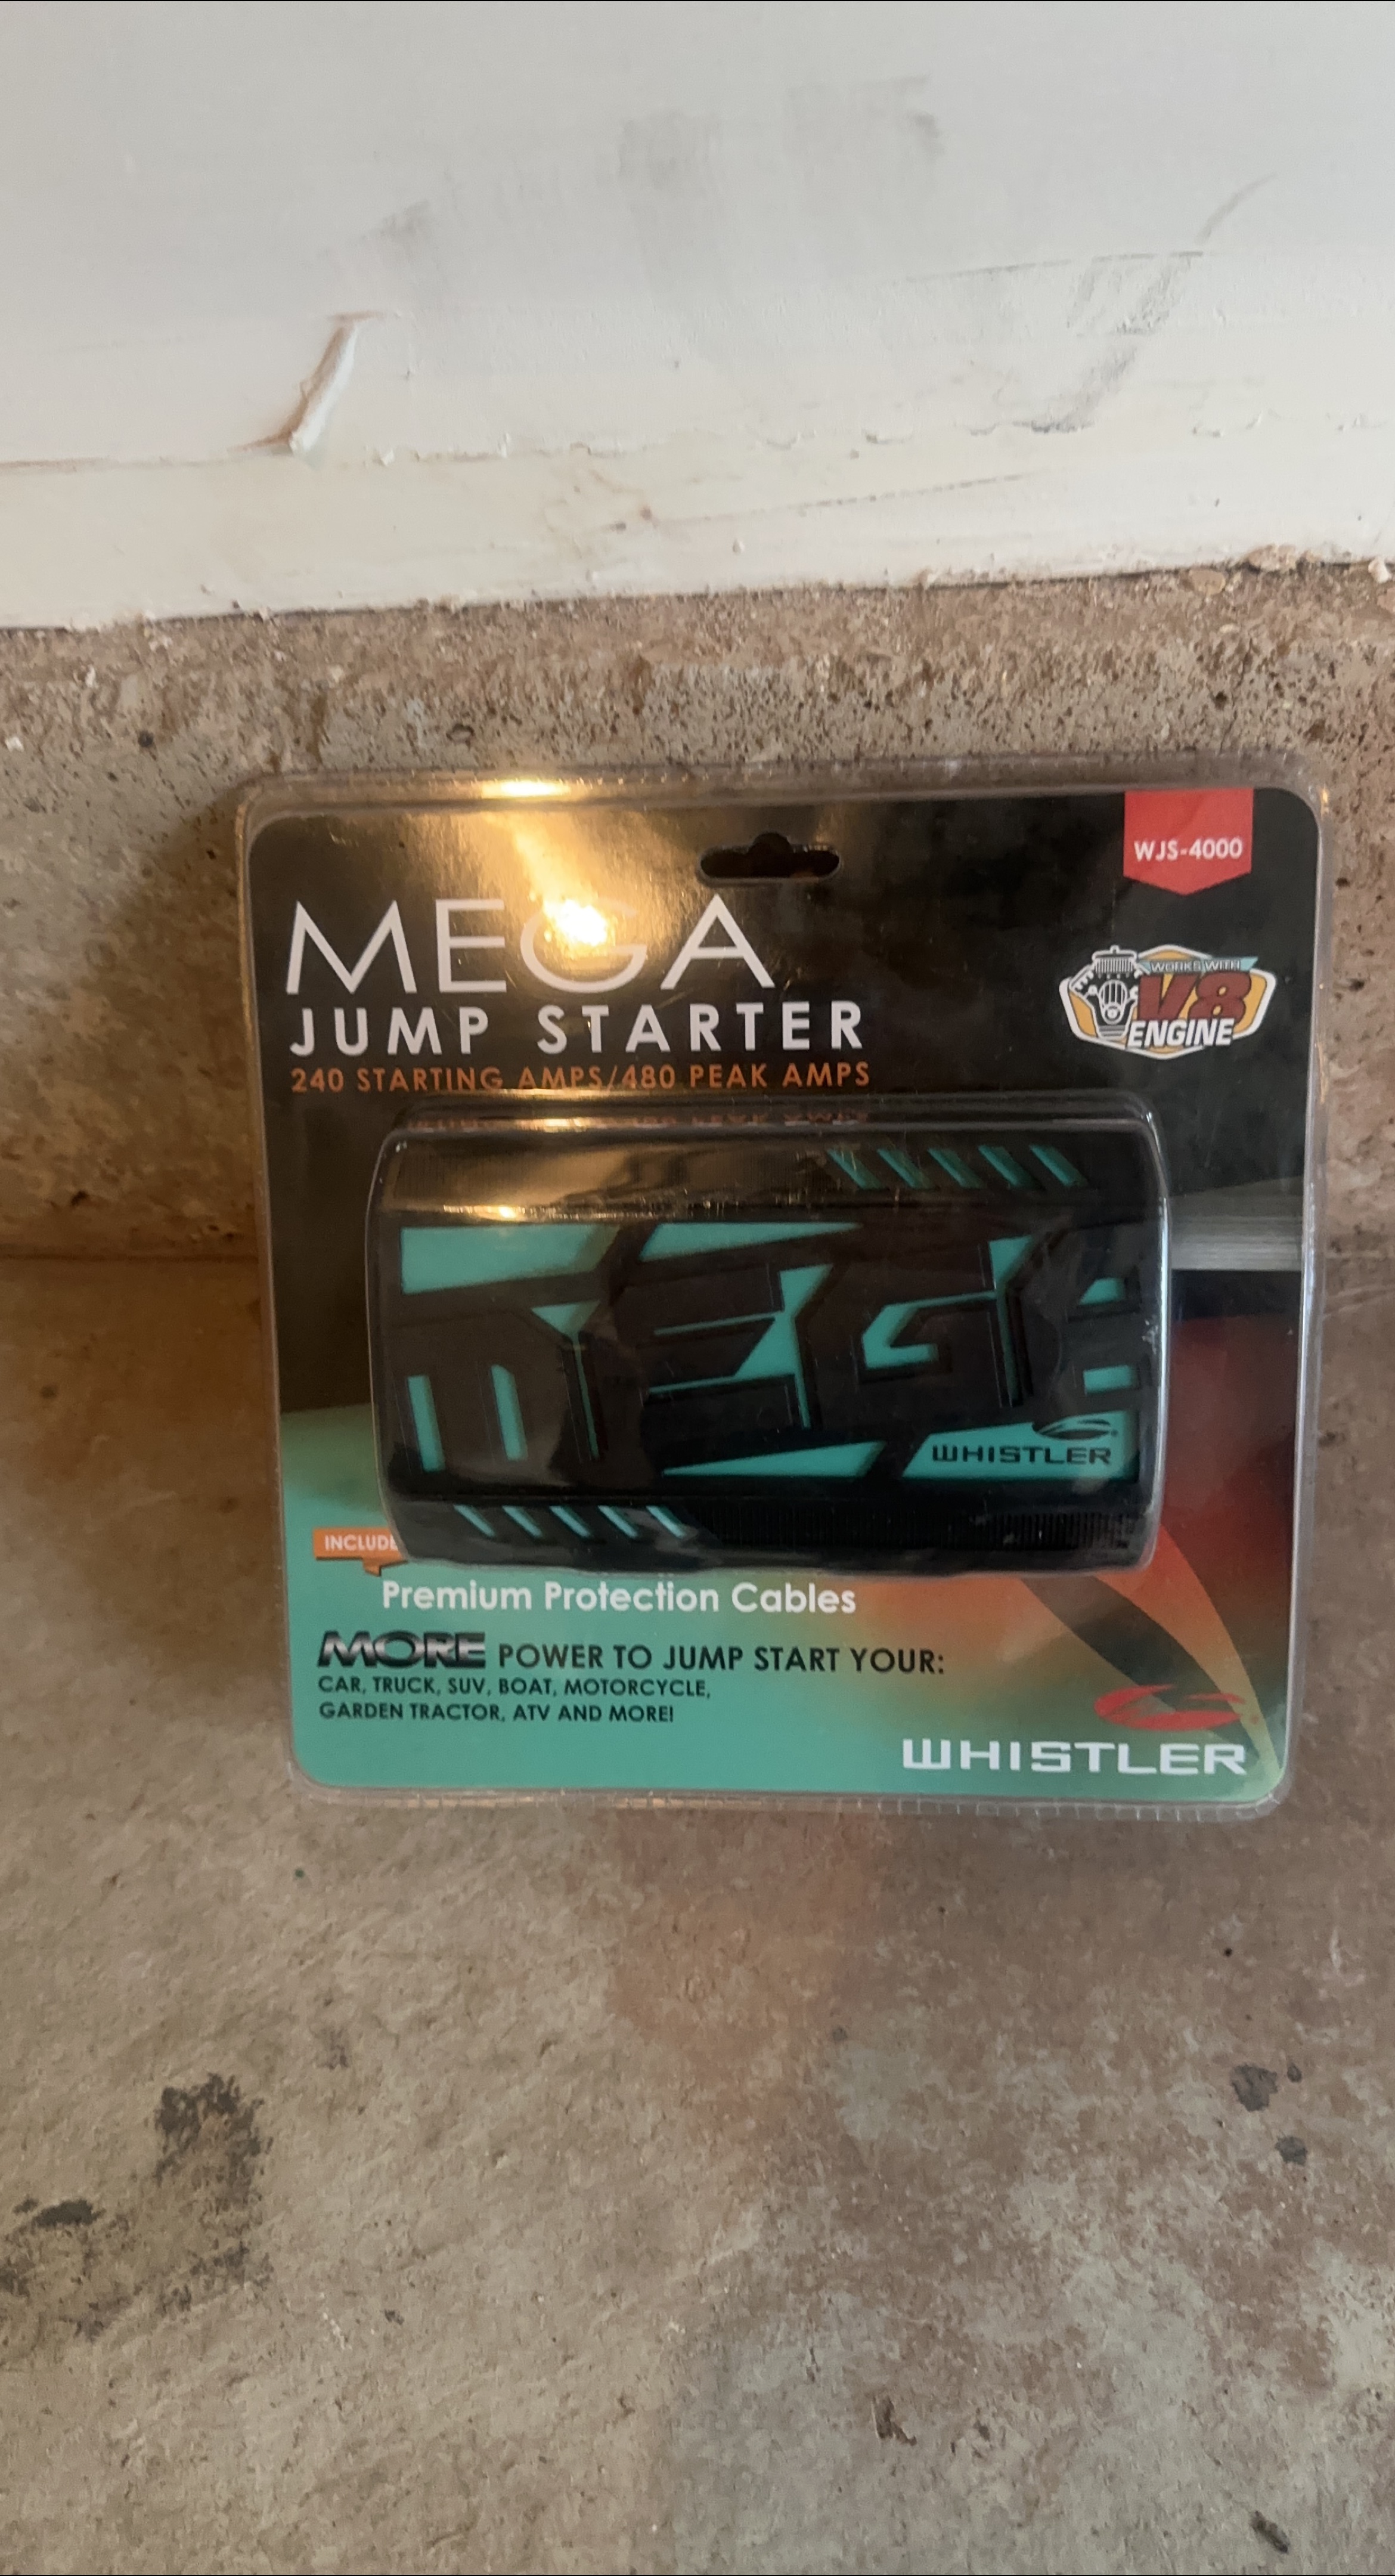 WJS-4000
MEGA
JUMP STARTER
240 STARTING AMPS/480 PEAK AMPS
WORKS WITH
V8
ENGINE
MEGA
WHISTLER
INCLUDE
Premium Protection Cables
MORE POWER TO JUMP START YOUR:
CAR, TRUCK, SUV, BOAT, MOTORCYCLE,
GARDEN TRACTOR, ATV AND MORE!
WHISTLER